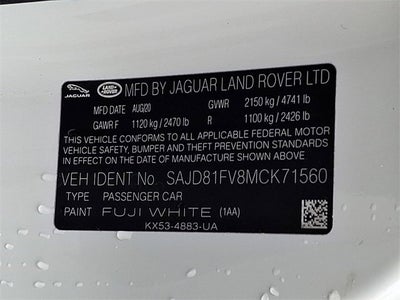 JAGUAR LAND ROVER MFD BY JAGUAR LAND ROVER LTD
MFD DATE AUG/20 GVWR 2150 kg / 4741 lb
GAWR F 1120 kg / 2470 lb R 1100 kg / 2426 lb
THIS VEHICLE CONFORMS TO ALL APPLICABLE FEDERAL MOTOR
VEHICLE SAFETY, BUMPER AND THEFT PREVENTION STANDARDS
IN EFFECT ON THE DATE OF MANUFACTURE SHOWN ABOVE.
VEH IDENT No. SAJD81FV8MCK71560
TYPE PASSENGER CAR
PAINT FUJI WHITE (1AA)
KX53-4883-UA